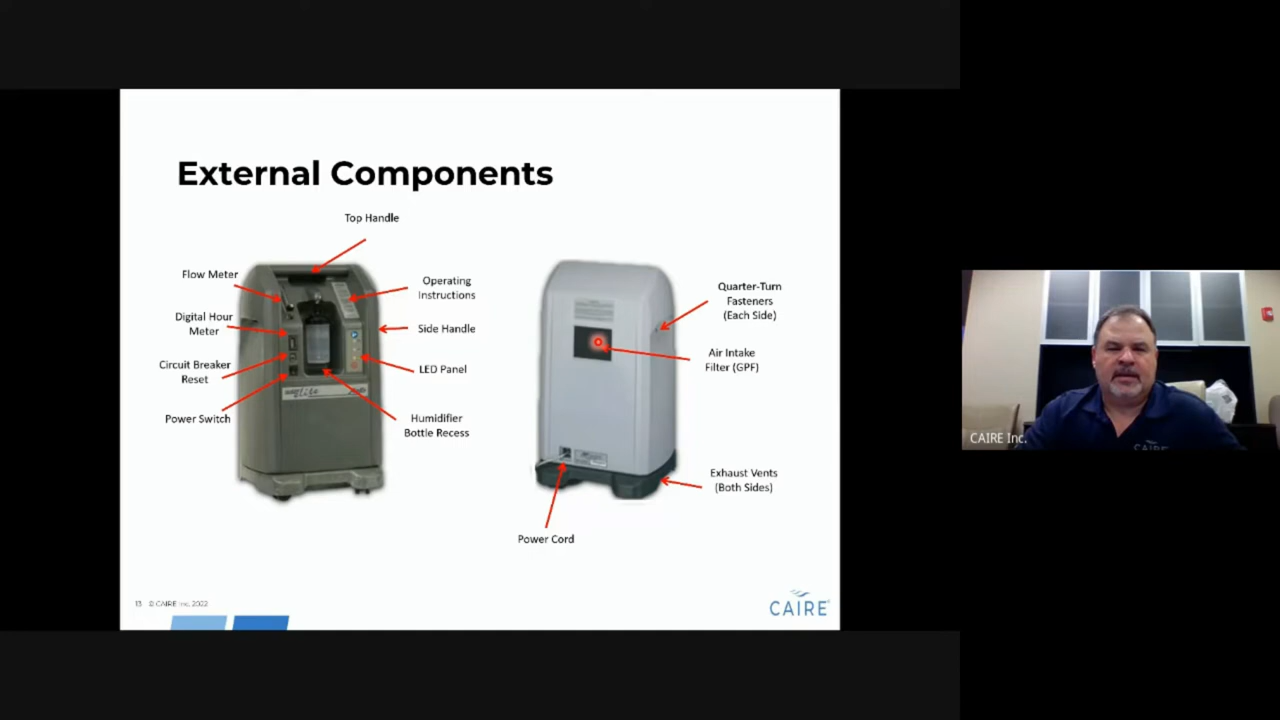 External Components
Top Handle
Flow Meter
Digital Hour
Meter
Circuit Breaker
Reset
Power Switch
Operating
Instructions
Side Handle
LED Panel
Humidifier
Bottle Recess
Quarter-Turn
Fasteners
(Each Side)
Air Intake
Filter (GPF)
Exhaust Vents
(Both Sides)
Power Cord
13 © CAIRE Inc. 2022
CAIRE
CAIRE Inc.
CAIRE